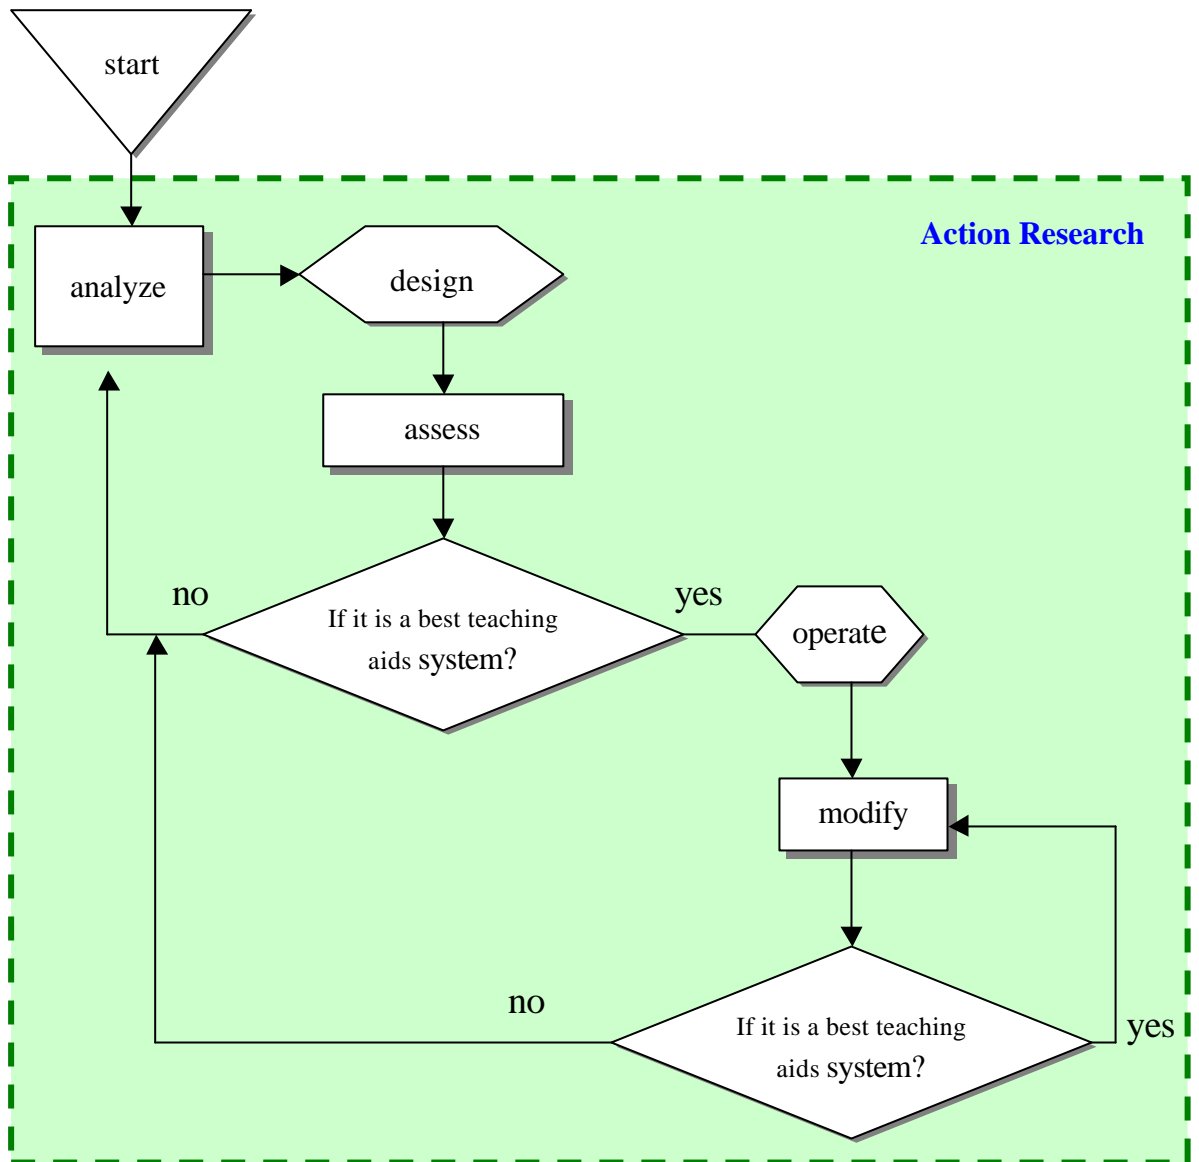 start
Action Research
analyze
design
assess
no
yes
If it is a best teaching
aids system?
operate
modify
no
yes
If it is a best teaching
aids system?